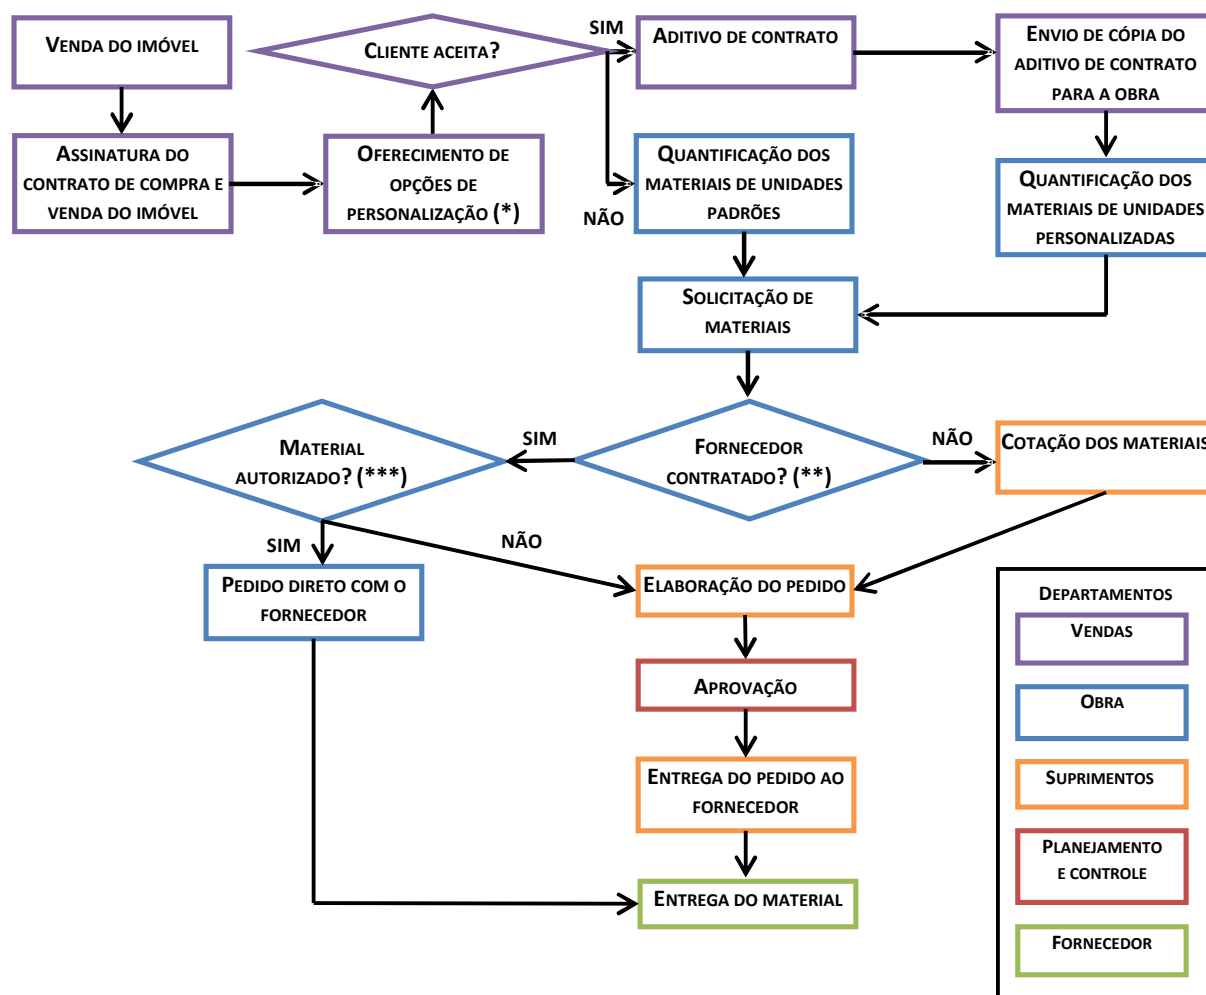 VENDA DO IMÓVEL
ASSINATURA DO
CONTRATO DE COMPRA E
VENDA DO IMÓVEL
OFERECIMENTO DE
OPÇÕES DE
PERSONALIZAÇÃO (*)
CLIENTE ACEITA?
SIM
NÃO
ADITIVO DE CONTRATO
ENVIO DE CÓPIA DO
ADITIVO DE CONTRATO
PARA A OBRA
QUANTIFICAÇÃO DOS
MATERIAIS DE UNIDADES
PADRÕES
QUANTIFICAÇÃO DOS
MATERIAIS DE UNIDADES
PERSONALIZADAS
SOLICITAÇÃO DE
MATERIAIS
FORNECEDOR
CONTRATADO? (**)
SIM
NÃO
MATERIAL
AUTORIZADO? (***)
COTAÇÃO DOS MATERIAIS
SIM
NÃO
PEDIDO DIRETO COM O
FORNECEDOR
ELABORAÇÃO DO PEDIDO
APROVAÇÃO
ENTREGA DO PEDIDO AO
FORNECEDOR
ENTREGA DO MATERIAL
DEPARTAMENTOS
VENDAS
OBRA
SUPRIMENTOS
PLANEJAMENTO
E CONTROLE
FORNECEDOR